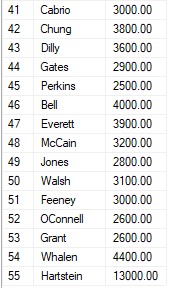 41 Cabrio 3000.00
42 Chung 3800.00
43 Dilly 3600.00
44 Gates 2900.00
45 Perkins 2500.00
46 Bell 4000.00
47 Everett 3900.00
48 McCain 3200.00
49 Jones 2800.00
50 Walsh 3100.00
51 Feeney 3000.00
52 OConnell 2600.00
53 Grant 2600.00
54 Whalen 4400.00
55 Hartstein 13000.00